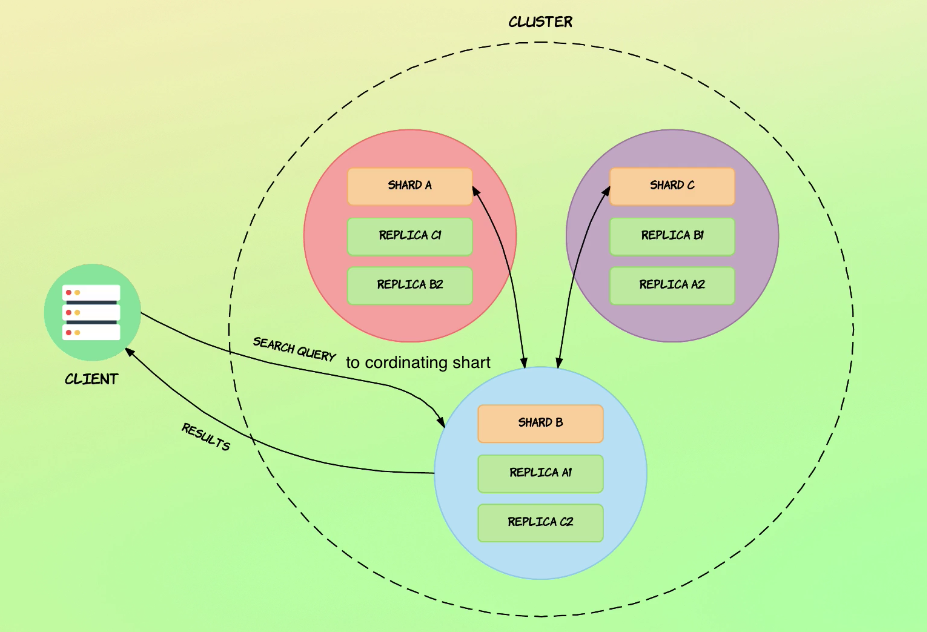 CLUSTER
SHARD A
REPLICA C1
REPLICA B2
SHARD C
REPLICA B1
REPLICA A2
SEARCH QUERY to cordinating shart
CLIENT
RESULTS
SHARD B
REPLICA A1
REPLICA C2